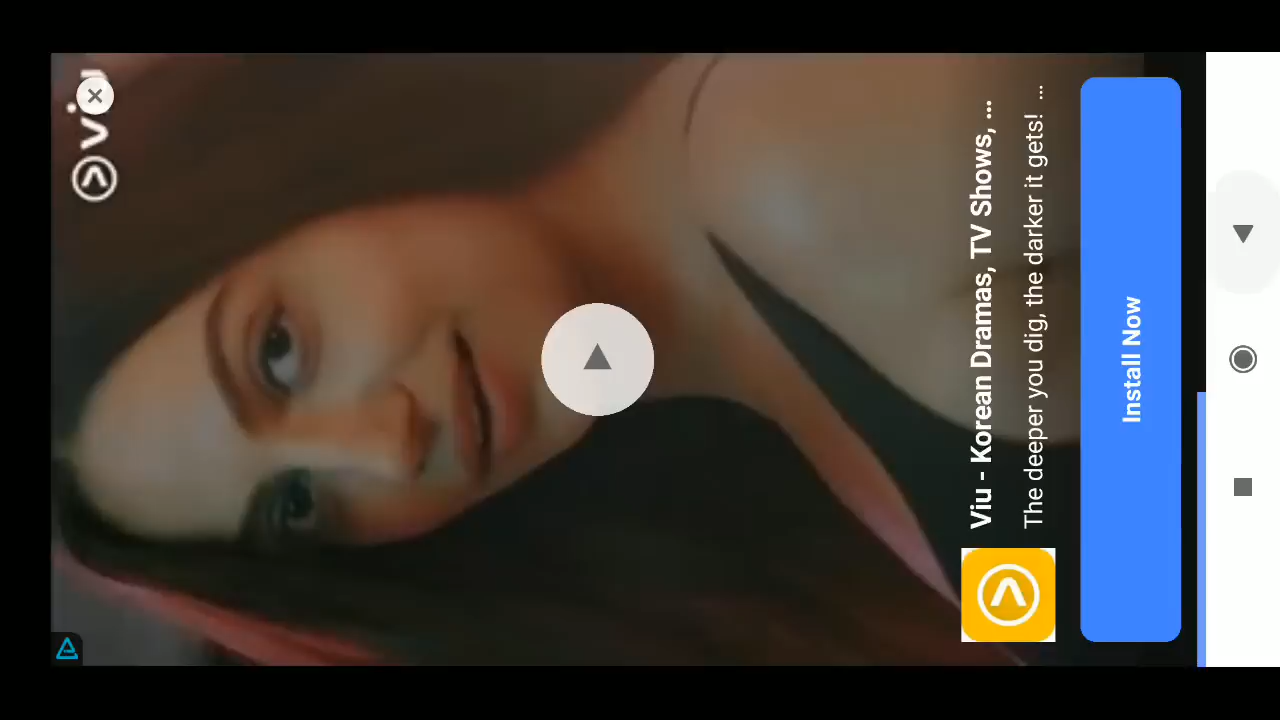 viu
Viu - Korean Dramas, TV Shows, ...
The deeper you dig, the darker it gets! ...
Install Now